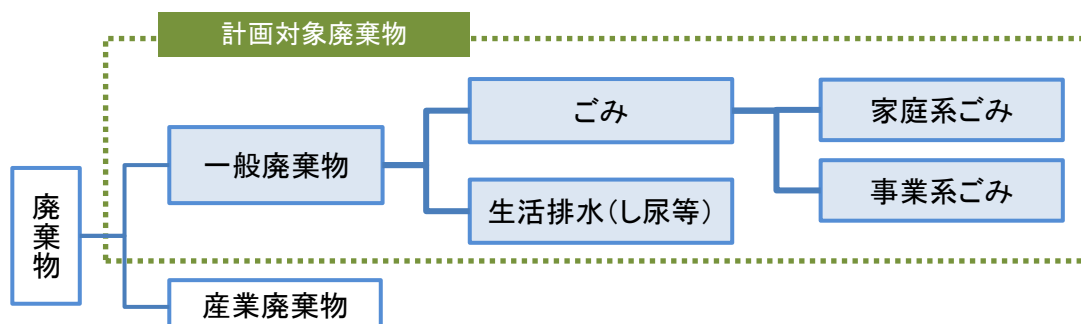 計画対象廃棄物
ごみ
家庭系ごみ
一般廃棄物
事業系ごみ
廃棄物
生活排水(し尿等)
産業廃棄物